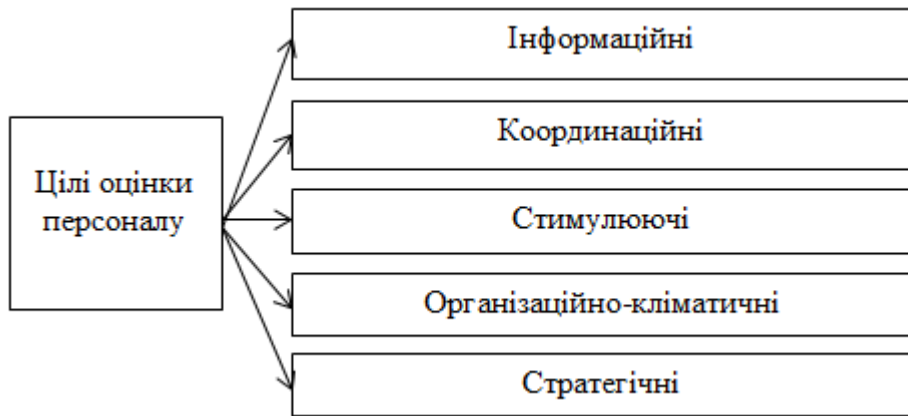 Інформаційні
Координаційні
Цілі оцінки
персоналу
Стимулюючі
Організаційно-кліматичні
Стратегічні